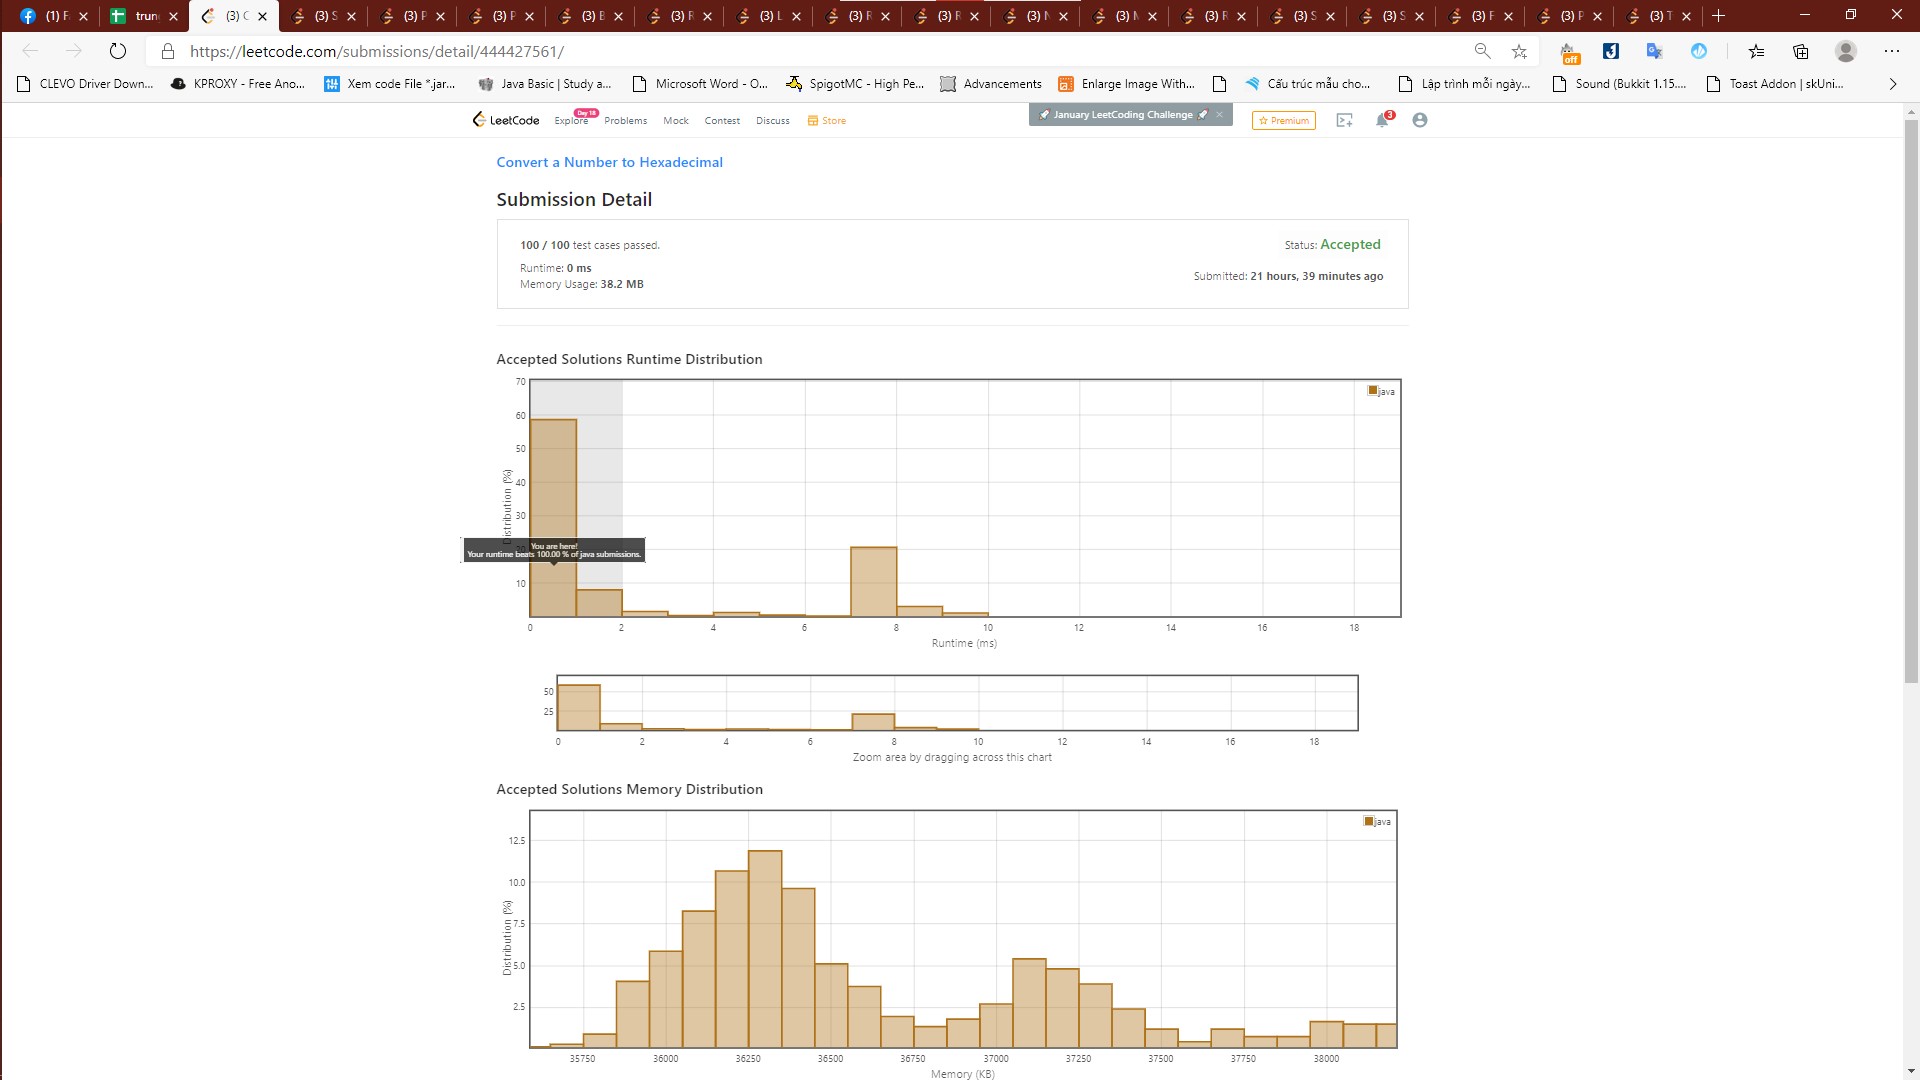 (1) F
trun
(3) C
(3) S
(3) P
(3) P
(3) B
(3) R
(3) L
(3) R
(3) R
(3) N
(3) M
(3) R
(3) S
(3) S
(3) F
(3) P
(3) T
https://leetcode.com/submissions/detail/444427561/
off
CLEVO Driver Down...
KPROXY - Free Ano...
Xem code File *.jar...
Java Basic | Study a...
Microsoft Word - O...
SpigotMC - High Pe...
Advancements
Enlarge Image With...
Cấu trúc mẫu cho...
Lập trình mỗi ngày...
Sound (Bukkit 1.15....
Toast Addon | skUni...
LeetCode
Explore
Day 18
Problems
Mock
Contest
Discuss
Store
January LeetCoding Challenge
Premium
3
Convert a Number to Hexadecimal
Submission Detail
100 / 100 test cases passed.
Status: Accepted
Runtime: 0 ms
Submitted: 21 hours, 39 minutes ago
Memory Usage: 38.2 MB
Accepted Solutions Runtime Distribution
70
60
50
40
30
10
Distribution (%)
java
You are here!
Your runtime beats 100.00 % of java submissions.
0 2 4 6 8 10 12 14 16 18
Runtime (ms)
50
25
0 2 4 6 8 10 12 14 16 18
Zoom area by dragging across this chart
Accepted Solutions Memory Distribution
java
12.5
10.0
7.5
5.0
2.5
Distribution (%)
35750 36000 36250 36500 36750 37000 37250 37500 37750 38000
Memory (KB)